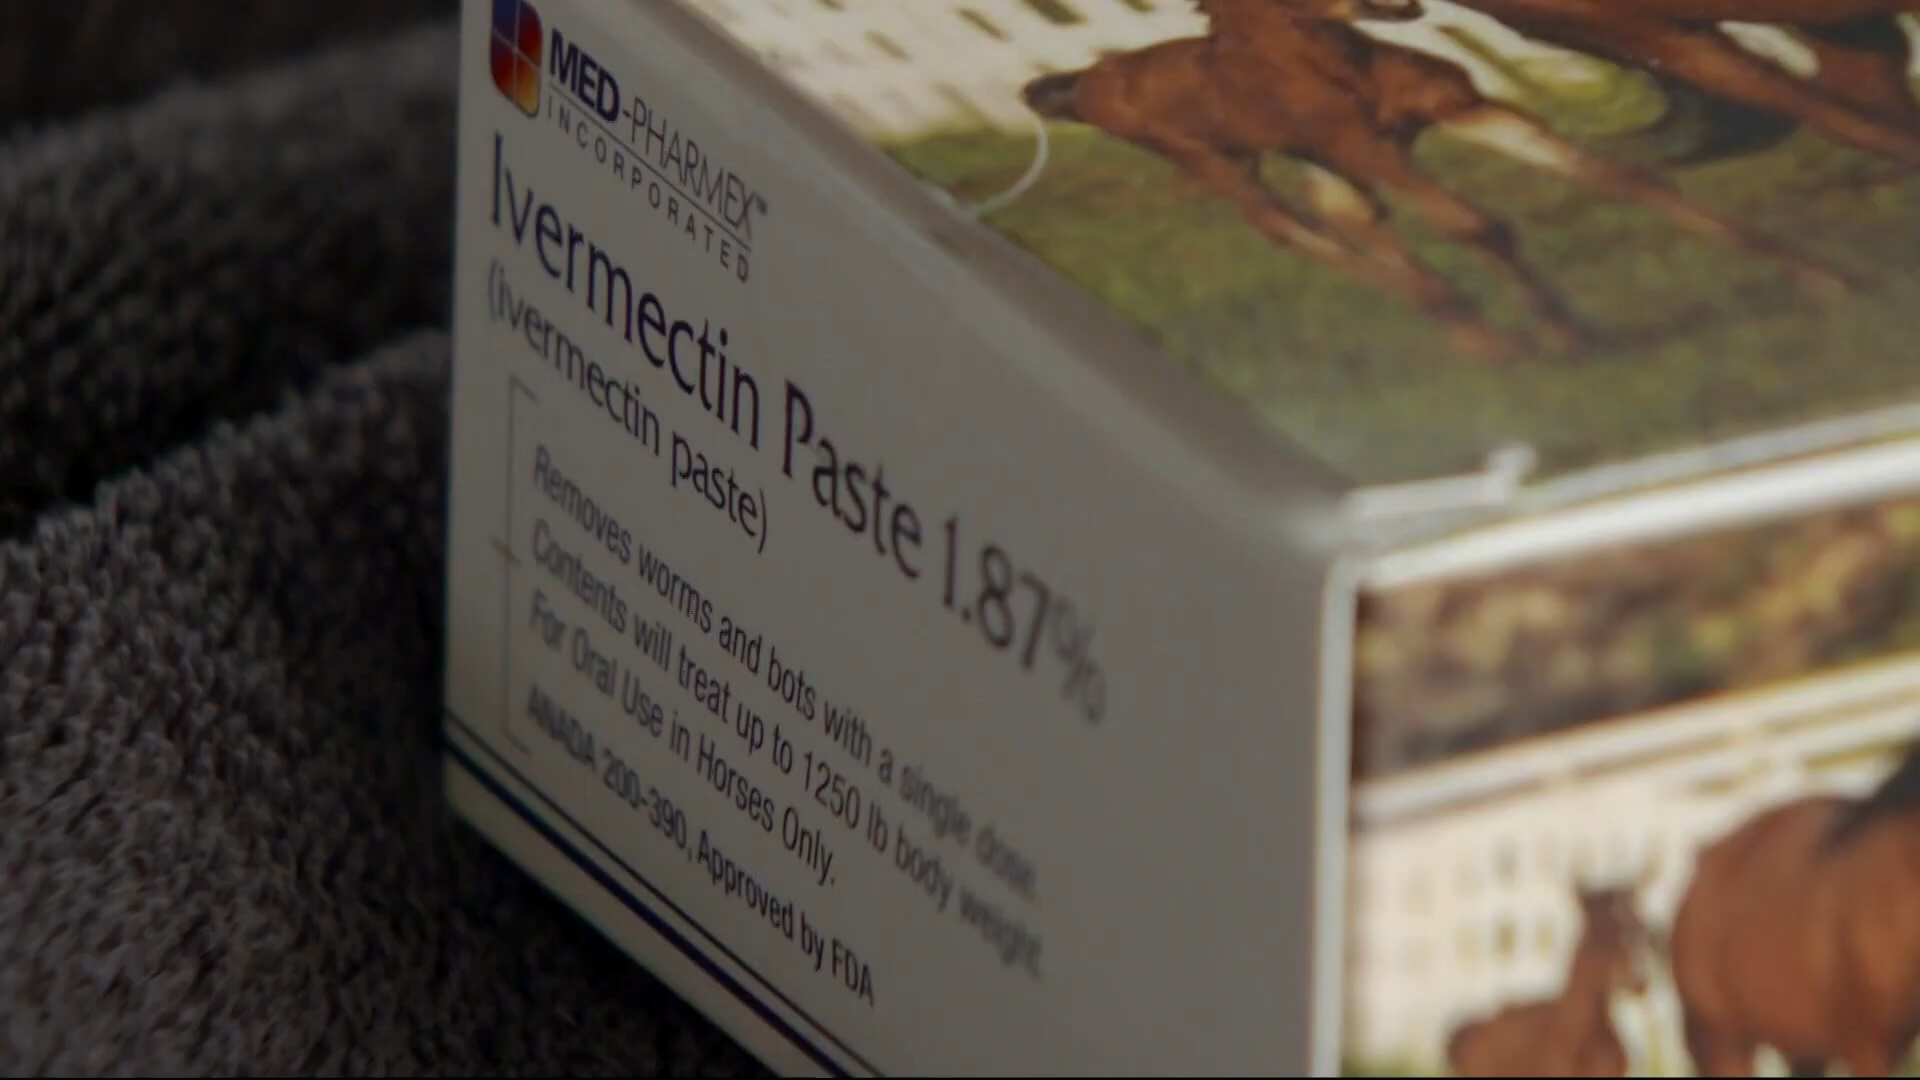 MED-PHARMEX™
INCORPORATED
Ivermectin Paste 1.87%
(ivermectin paste)
Removes worms and bots with a single dose.
Contents will treat up to 1250 lb body weight.
For Oral Use in Horses Only.
ANADA 200-390, Approved by FDA